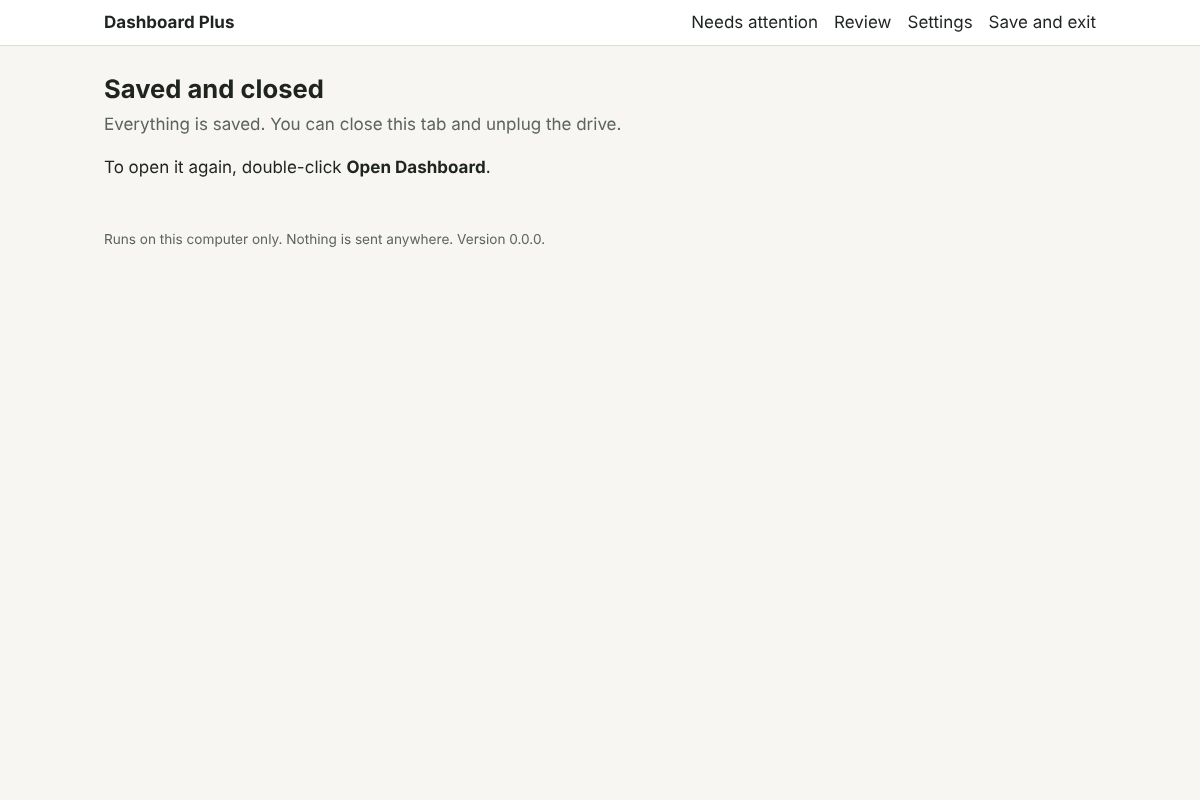 Dashboard Plus
Needs attention Review Settings Save and exit
Saved and closed
Everything is saved. You can close this tab and unplug the drive.
To open it again, double-click Open Dashboard.
Runs on this computer only. Nothing is sent anywhere. Version 0.0.0.